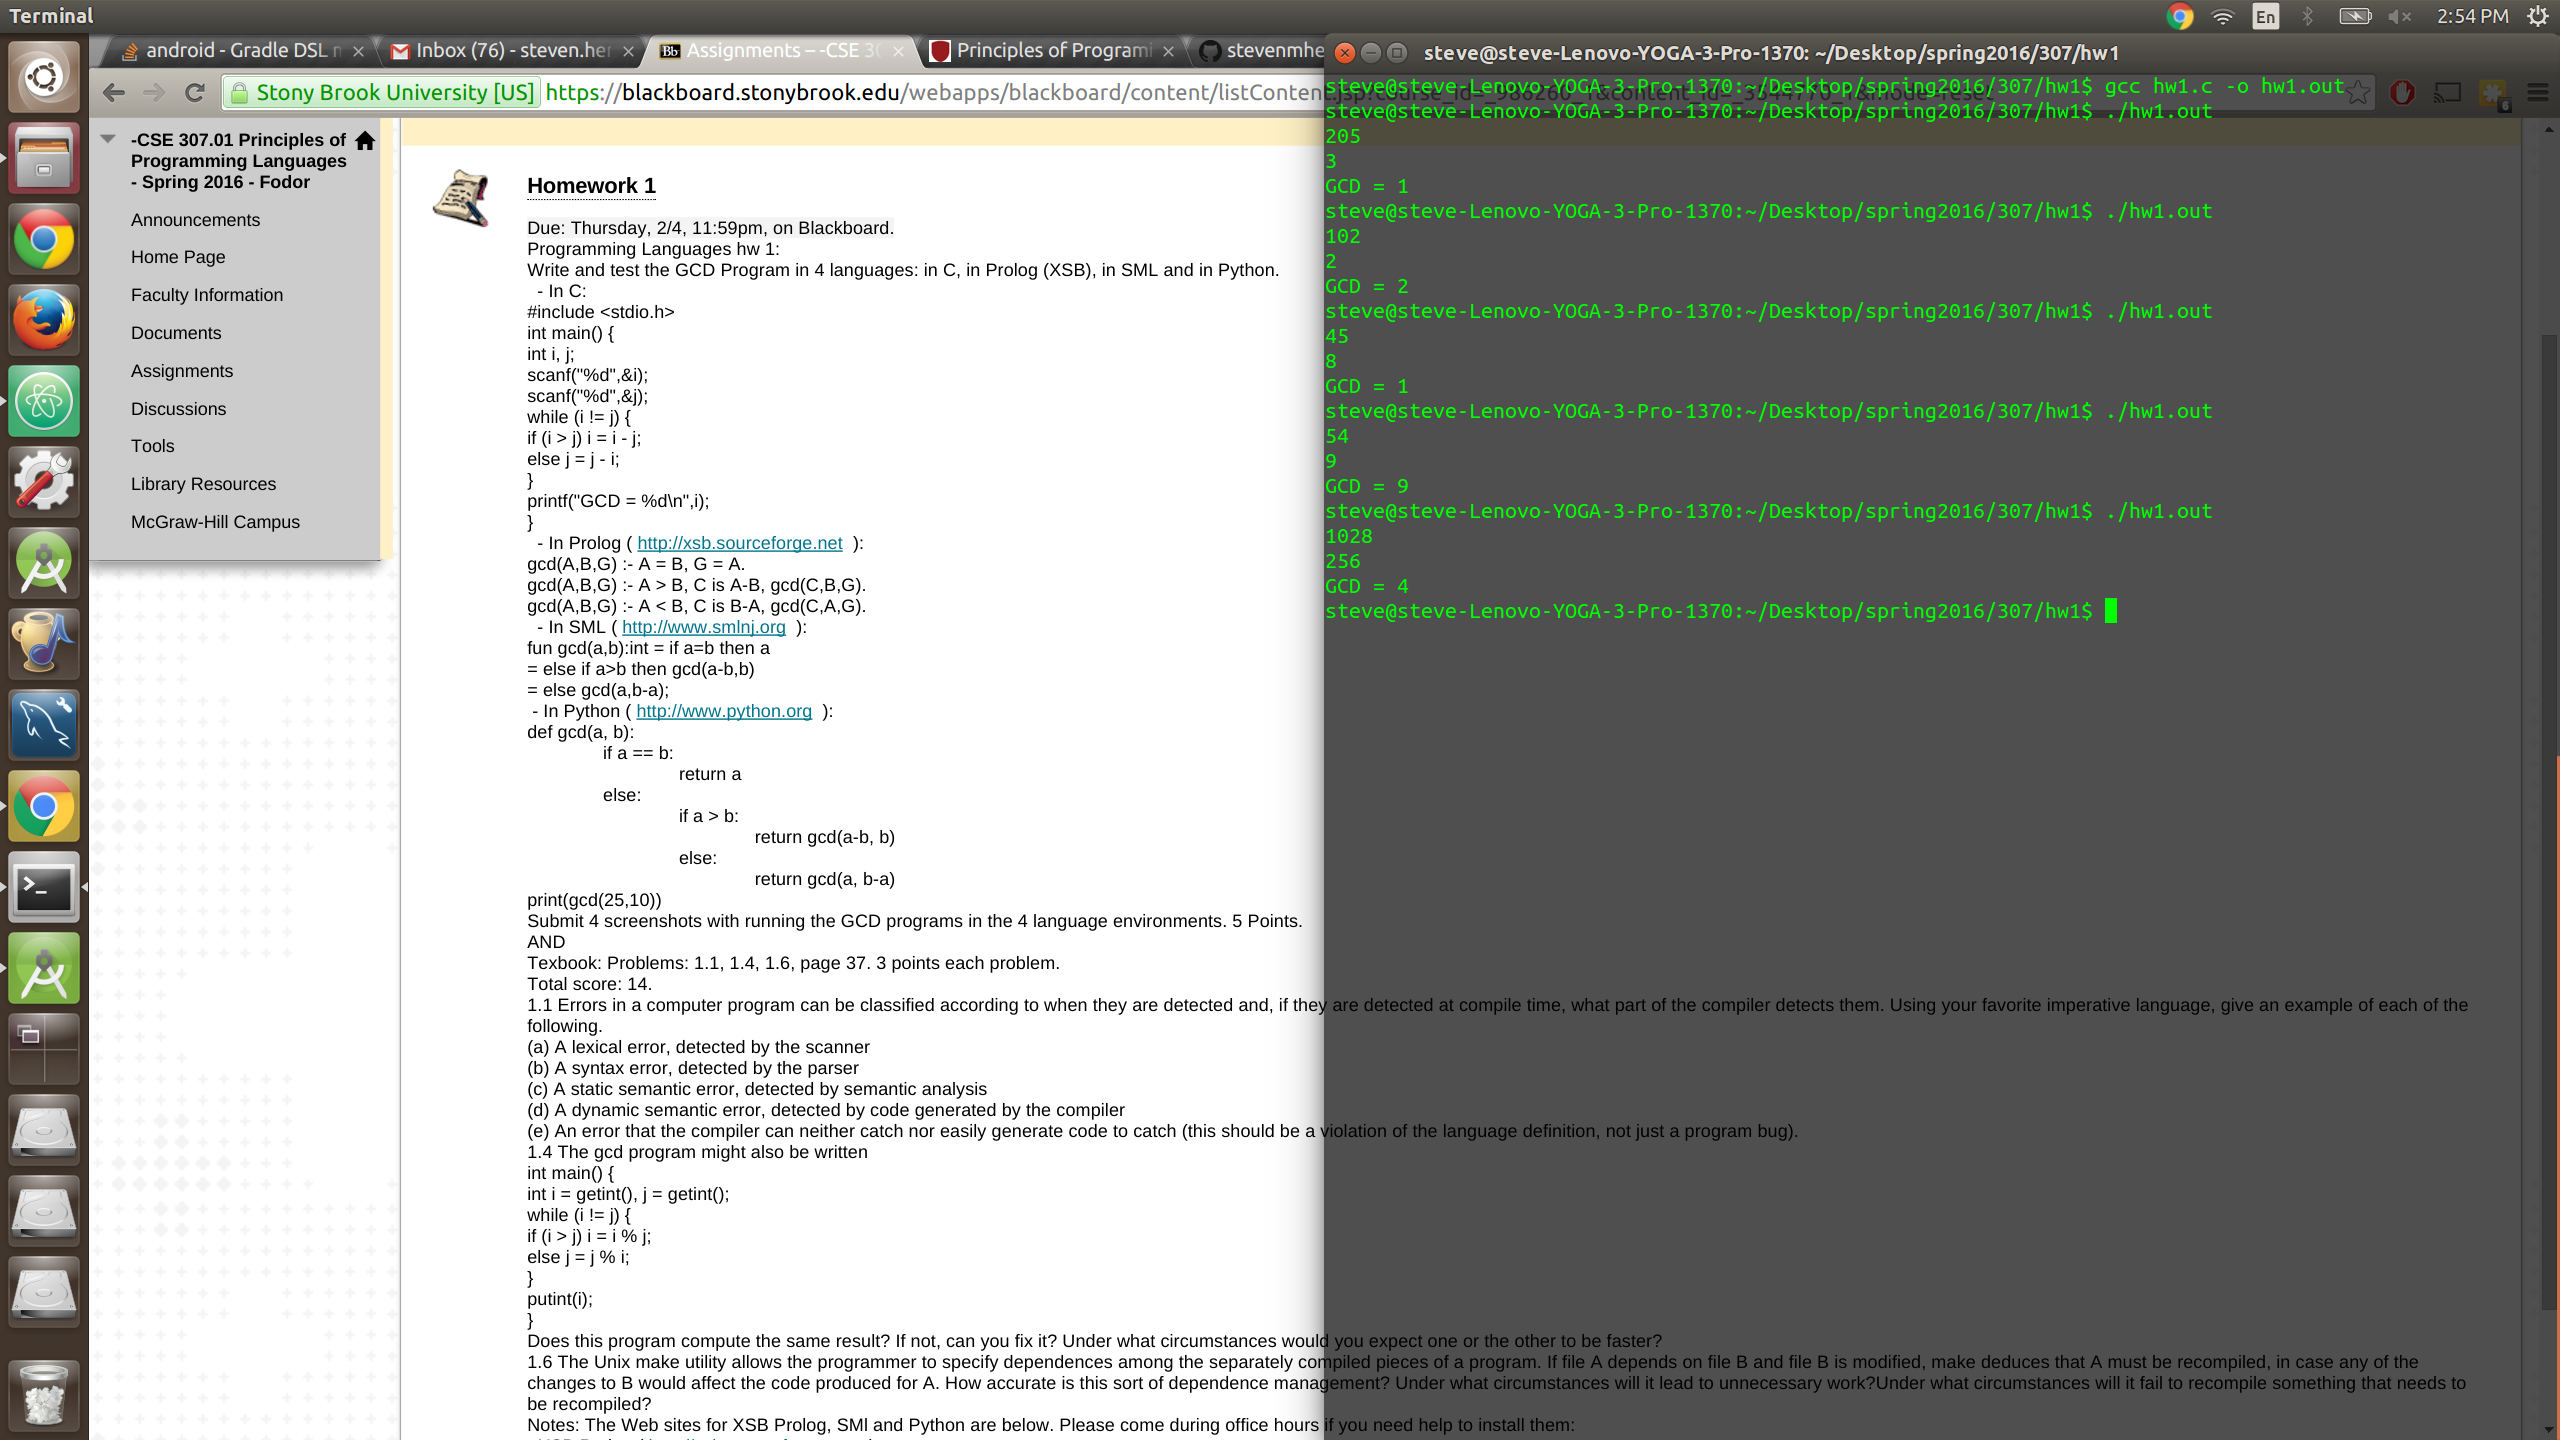 Terminal
En
2:54 PM
android - Gradle DSL
Inbox (76) - steven.her
Bb Assignments – -CSE 30
Principles of Programi
stevenmhe
steve@steve-Lenovo-YOGA-3-Pro-1370: ~/Desktop/spring2016/307/hw1
Stony Brook University [US] https://blackboard.stonybrook.edu/webapps/blackboard/content/listConten
6
-CSE 307.01 Principles of
Programming Languages
- Spring 2016 - Fodor
Announcements
Home Page
Faculty Information
Documents
Assignments
Discussions
Tools
Library Resources
McGraw-Hill Campus
Homework 1
Due: Thursday, 2/4, 11:59pm, on Blackboard.
Programming Languages hw 1:
Write and test the GCD Program in 4 languages: in C, in Prolog (XSB), in SML and in Python.
- In C:
#include <stdio.h>
int main() {
int i, j;
scanf("%d",&i);
scanf("%d",&j);
while (i != j) {
if (i > j) i = i - j;
else j = j - i;
}
printf("GCD = %d\n",i);
}
- In Prolog ( http://xsb.sourceforge.net ):
gcd(A,B,G) :- A = B, G = A.
gcd(A,B,G) :- A > B, C is A-B, gcd(C,B,G).
gcd(A,B,G) :- A < B, C is B-A, gcd(C,A,G).
- In SML ( http://www.smlnj.org ):
fun gcd(a,b):int = if a=b then a
= else if a>b then gcd(a-b,b)
= else gcd(a,b-a);
- In Python ( http://www.python.org ):
def gcd(a, b):
if a == b:
return a
else:
if a > b:
return gcd(a-b, b)
else:
return gcd(a, b-a)
print(gcd(25,10))
Submit 4 screenshots with running the GCD programs in the 4 language environments. 5 Points.
AND
Texbook: Problems: 1.1, 1.4, 1.6, page 37. 3 points each problem.
Total score: 14.
1.1 Errors in a computer program can be classified according to when they are detected and, if they are detected at compile time, what part of the compiler detects them. Using your favorite imperative language, give an example of each of the
following.
(a) A lexical error, detected by the scanner
(b) A syntax error, detected by the parser
(c) A static semantic error, detected by semantic analysis
(d) A dynamic semantic error, detected by code generated by the compiler
(e) An error that the compiler can neither catch nor easily generate code to catch (this should be a violation of the language definition, not just a program bug).
1.4 The gcd program might also be written
int main() {
int i = getint(), j = getint();
while (i != j) {
if (i > j) i = i % j;
else j = j % i;
}
putint(i);
}
Does this program compute the same result? If not, can you fix it? Under what circumstances would you expect one or the other to be faster?
1.6 The Unix make utility allows the programmer to specify dependences among the separately compiled pieces of a program. If file A depends on file B and file B is modified, make deduces that A must be recompiled, in case any of the
changes to B would affect the code produced for A. How accurate is this sort of dependence management? Under what circumstances will it lead to unnecessary work?Under what circumstances will it fail to recompile something that needs to
be recompiled?
Notes: The Web sites for XSB Prolog, SMl and Python are below. Please come during office hours if you need help to install them:
steve@steve-Lenovo-YOGA-3-Pro-1370:~/Desktop/spring2016/307/hw1$ gcc hw1.c -o hw1.out
steve@steve-Lenovo-YOGA-3-Pro-1370:~/Desktop/spring2016/307/hw1$ ./hw1.out
205
3
GCD = 1
steve@steve-Lenovo-YOGA-3-Pro-1370:~/Desktop/spring2016/307/hw1$ ./hw1.out
102
2
GCD = 2
steve@steve-Lenovo-YOGA-3-Pro-1370:~/Desktop/spring2016/307/hw1$ ./hw1.out
45
8
GCD = 1
steve@steve-Lenovo-YOGA-3-Pro-1370:~/Desktop/spring2016/307/hw1$ ./hw1.out
54
9
GCD = 9
steve@steve-Lenovo-YOGA-3-Pro-1370:~/Desktop/spring2016/307/hw1$ ./hw1.out
1028
256
GCD = 4
steve@steve-Lenovo-YOGA-3-Pro-1370:~/Desktop/spring2016/307/hw1$